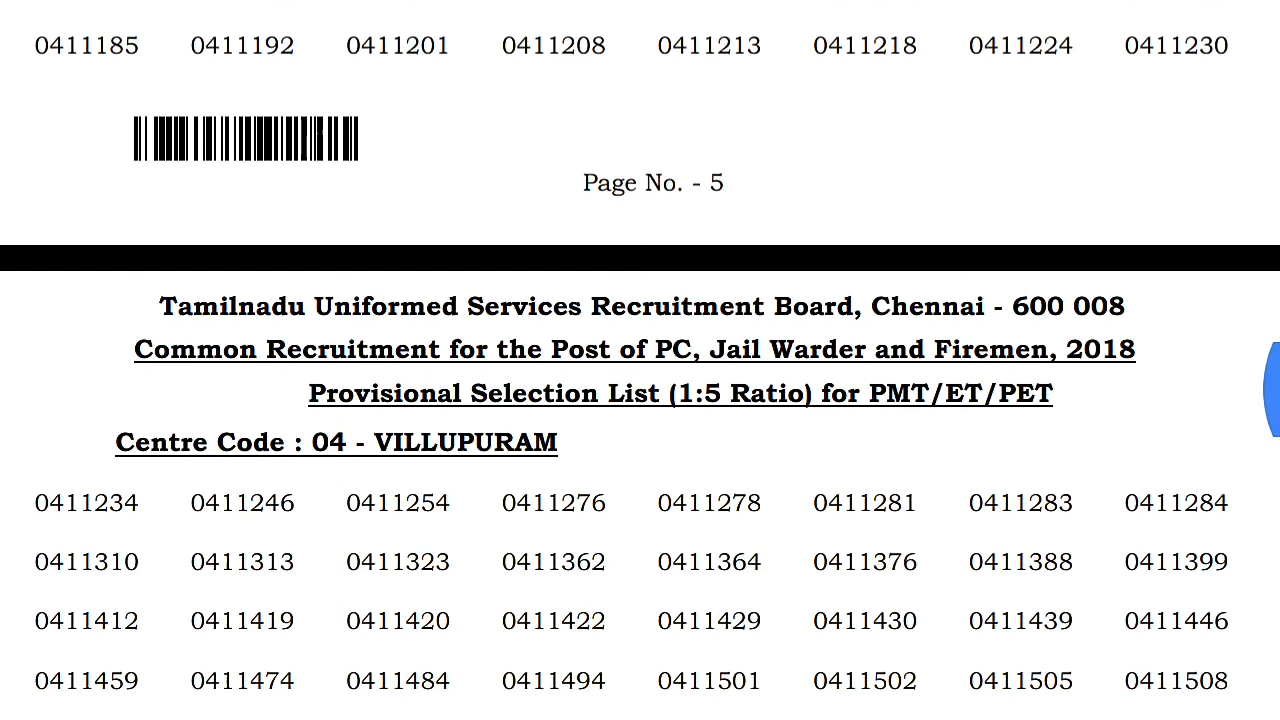 0411185 0411192 0411201 0411208 0411213 0411218 0411224 0411230
Page No. - 5
Tamilnadu Uniformed Services Recruitment Board, Chennai - 600 008
Common Recruitment for the Post of PC, Jail Warder and Firemen, 2018
Provisional Selection List (1:5 Ratio) for PMT/ET/PET
Centre Code : 04 - VILLUPURAM
0411234 0411246 0411254 0411276 0411278 0411281 0411283 0411284
0411310 0411313 0411323 0411362 0411364 0411376 0411388 0411399
0411412 0411419 0411420 0411422 0411429 0411430 0411439 0411446
0411459 0411474 0411484 0411494 0411501 0411502 0411505 0411508